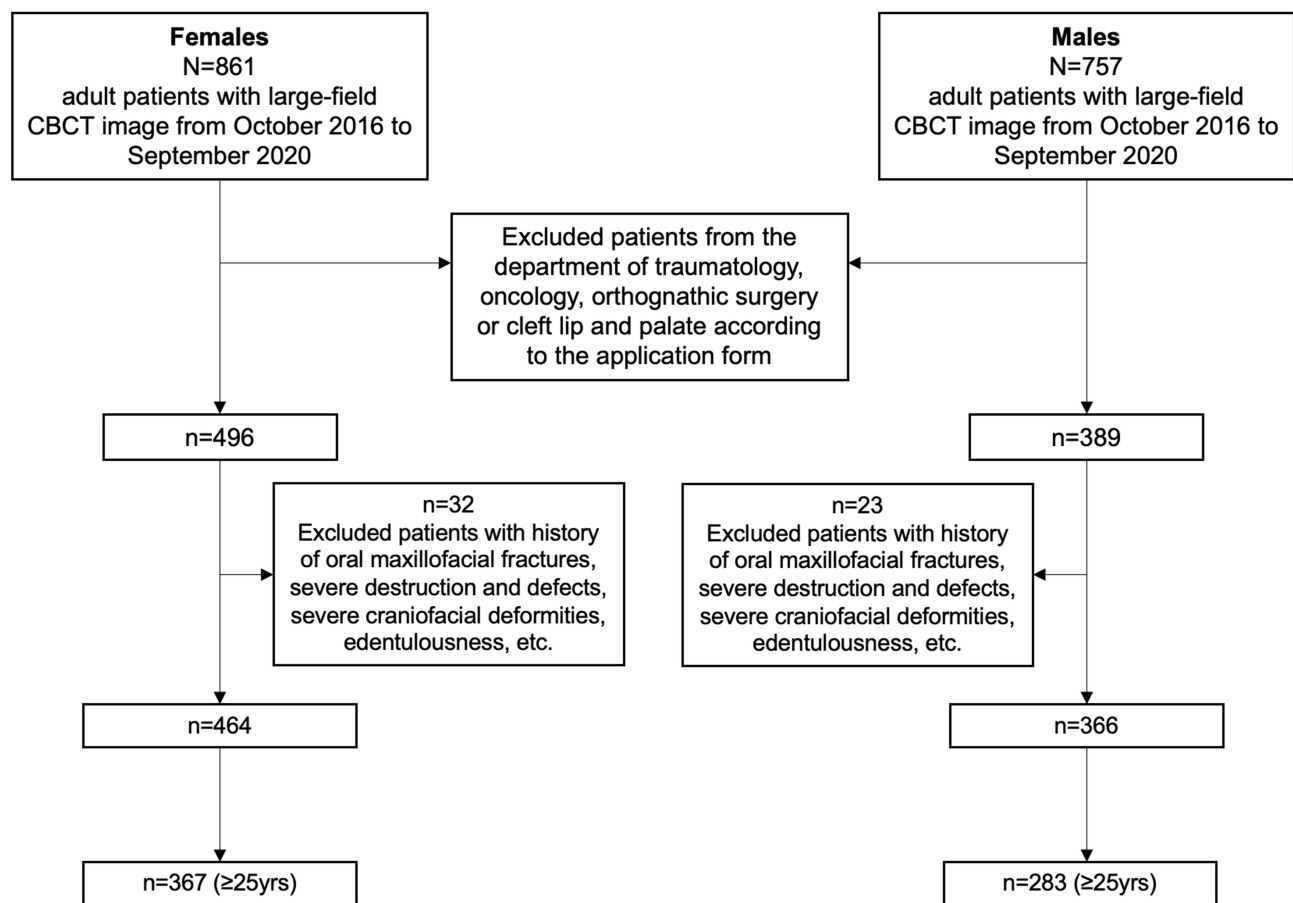 Females
N=861
adult patients with large-field
CBCT image from October 2016 to
September 2020
Males
N=757
adult patients with large-field
CBCT image from October 2016 to
September 2020
Excluded patients from the
department of traumatology,
oncology, orthognathic surgery
or cleft lip and palate according
to the application form
n=496
n=389
n=32
Excluded patients with history
of oral maxillofacial fractures,
severe destruction and defects,
severe craniofacial deformities,
edentulousness, etc.
n=23
Excluded patients with history
of oral maxillofacial fractures,
severe destruction and defects,
severe craniofacial deformities,
edentulousness, etc.
n=464
n=366
n=367 (≥25yrs)
n=283 (≥25yrs)